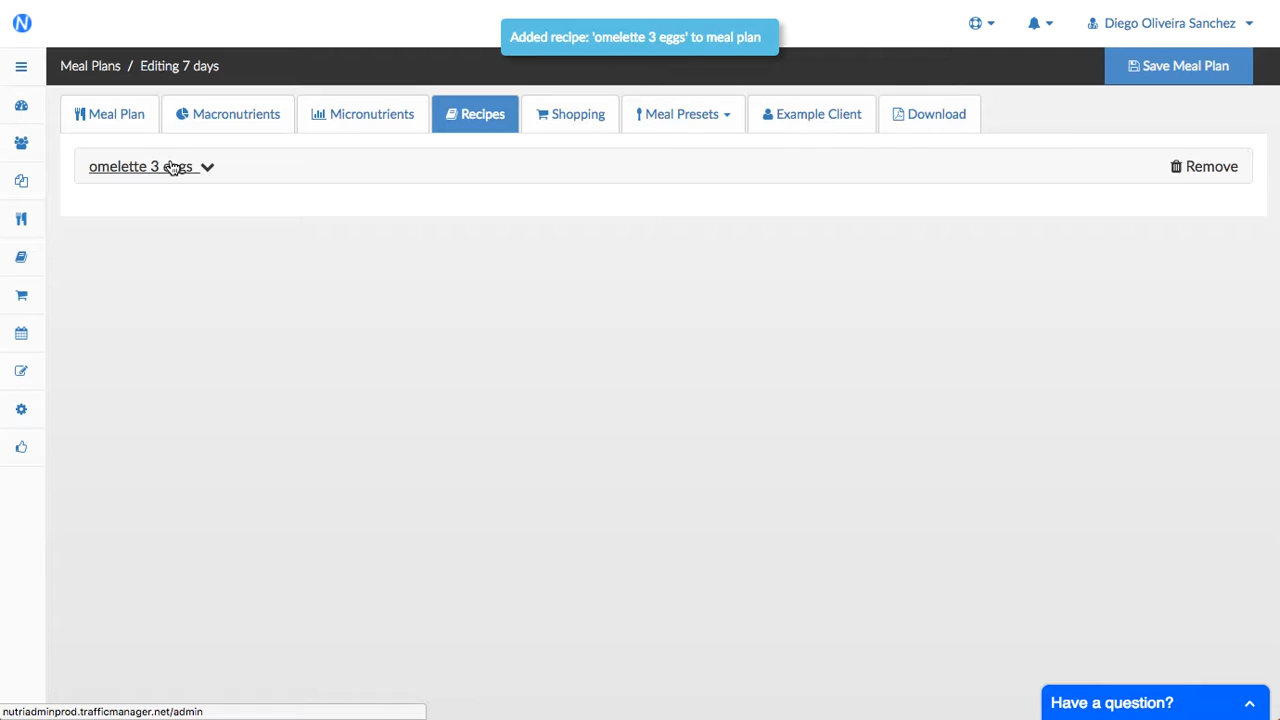 N
Added recipe: 'omelette 3 eggs' to meal plan
Diego Oliveira Sanchez
Meal Plans / Editing 7 days
Save Meal Plan
Meal Plan
Macronutrients
Micronutrients
Recipes
Shopping
Meal Presets
Example Client
Download
omelette 3 eggs
Remove
nutriadminprod.trafficmanager.net/admin
Have a question?